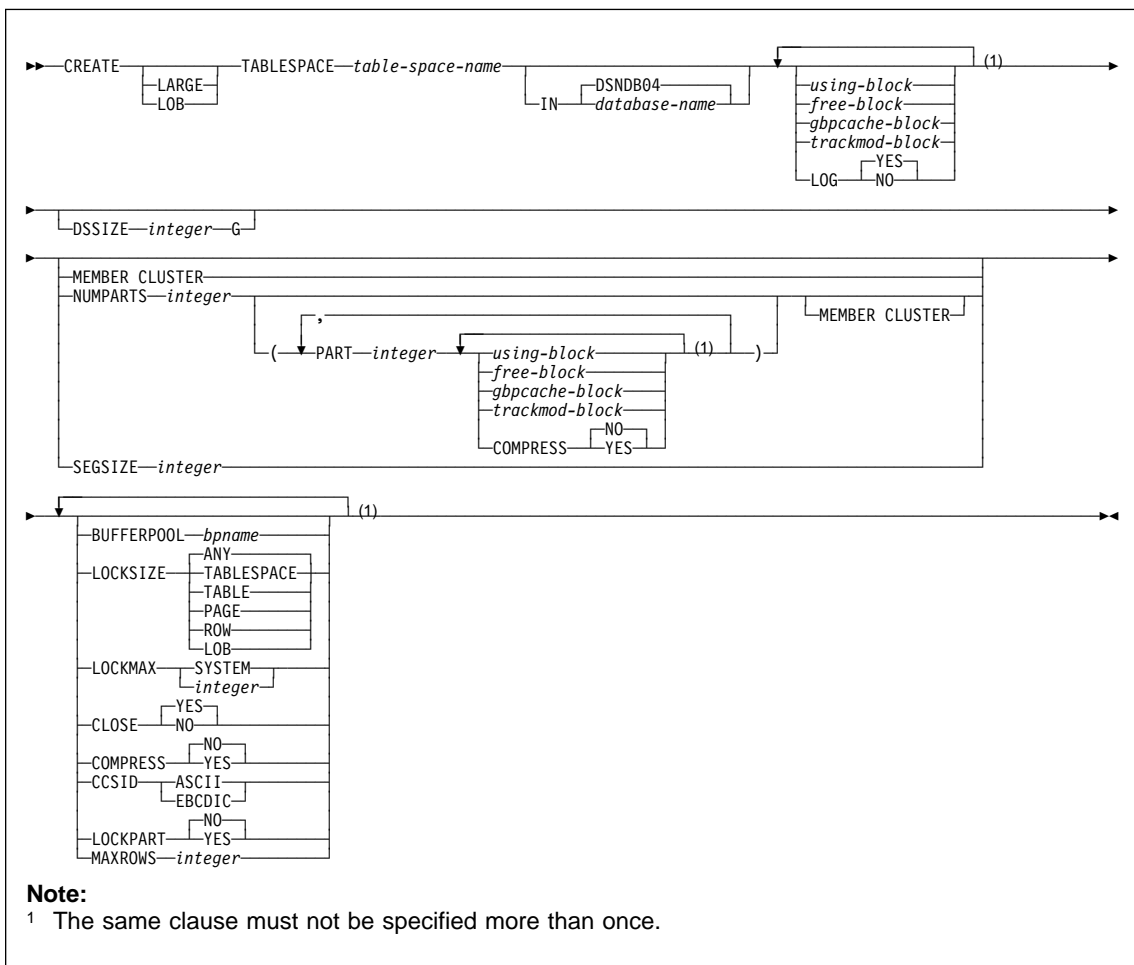 CREATE TABLESPACE table-space-name (1)
LARGE IN DSNDB04 using-block
LOB database-name free-block
gbpcache-block
trackmod-block
YES
LOG NO
DSSIZE integer G
MEMBER CLUSTER
NUMPARTS integer
, MEMBER CLUSTER
( PART integer using-block (1) )
free-block
gbpcache-block
trackmod-block
NO
COMPRESS YES
SEGSIZE integer
(1)
BUFFERPOOL bpname
ANY
LOCKSIZE TABLESPACE
TABLE
PAGE
ROW
LOB
LOCKMAX SYSTEM
integer
YES
CLOSE NO
NO
COMPRESS YES
CCSID ASCII
EBCDIC
NO
LOCKPART YES
MAXROWS integer
Note:
1 The same clause must not be specified more than once.